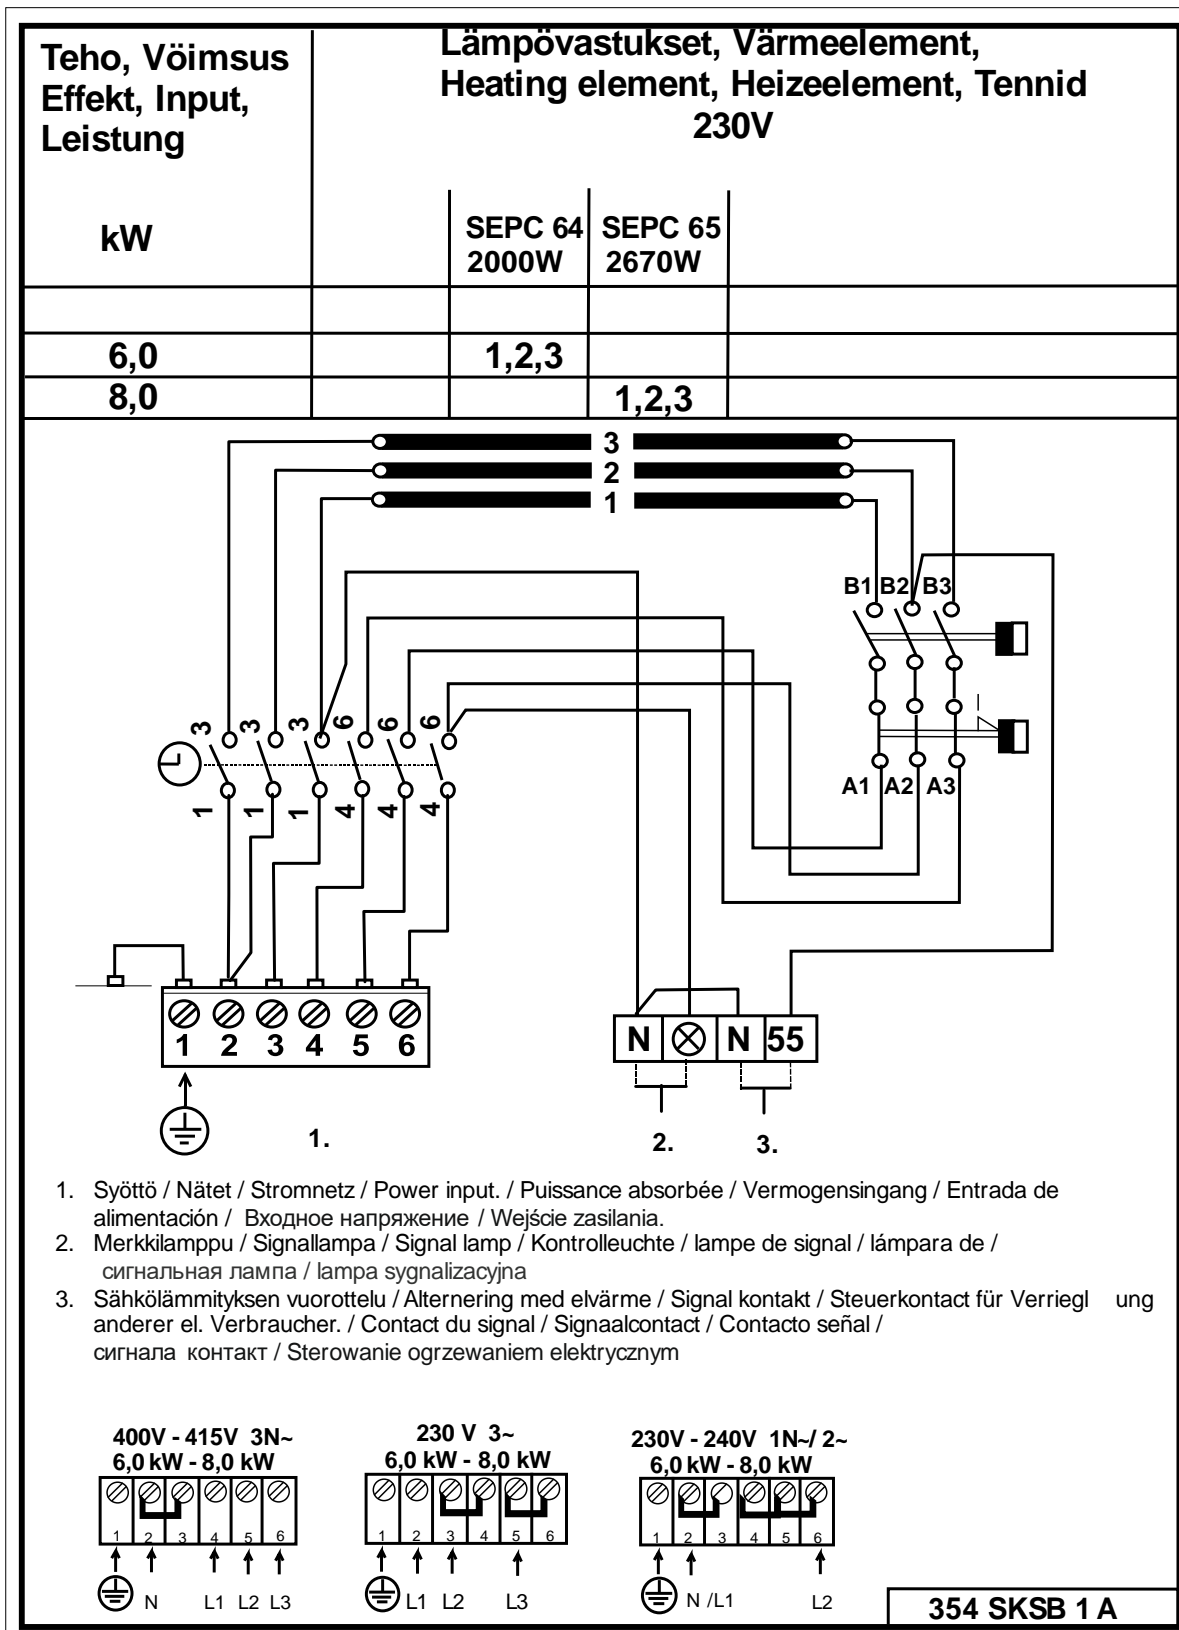 Teho, Vöimsus
Effekt, Input,
Leistung
kW
Lämpövastukset, Värmeelement,
Heating element, Heizeelement, Tennid
230V
SEPC 64
2000W
SEPC 65
2670W
6,0 1,2,3
8,0 1,2,3
3
2
1
B1 B2 B3
3 3 3 6 6 6
1 1 1 4 4 4
A1 A2 A3
1 2 3 4 5 6
N N 55
1. 2. 3.
1. Syöttö / Nätet / Stromnetz / Power input. / Puissance absorbée / Vermogensingang / Entrada de
alimentación / Входное напряжение / Wejście zasilania.
2. Merkkilamppu / Signallampa / Signal lamp / Kontrolleuchte / lampe de signal / lámpara de /
сигнальная лампа / lampa sygnalizacyjna
3. Sähkölämmityksen vuorottelu / Alternering med elvärme / Signal kontakt / Steuerkontact für Verriegl ung
anderer el. Verbraucher. / Contact du signal / Signaalcontact / Contacto señal /
сигнала контакт / Sterowanie ogrzewaniem elektrycznym
400V - 415V 3N~
6,0 kW - 8,0 kW
1 2 3 4 5 6
N L1 L2 L3
230 V 3~
6,0 kW - 8,0 kW
1 2 3 4 5 6
L1 L2 L3
230V - 240V 1N~/ 2~
6,0 kW - 8,0 kW
1 2 3 4 5 6
N /L1 L2
354 SKSB 1 A